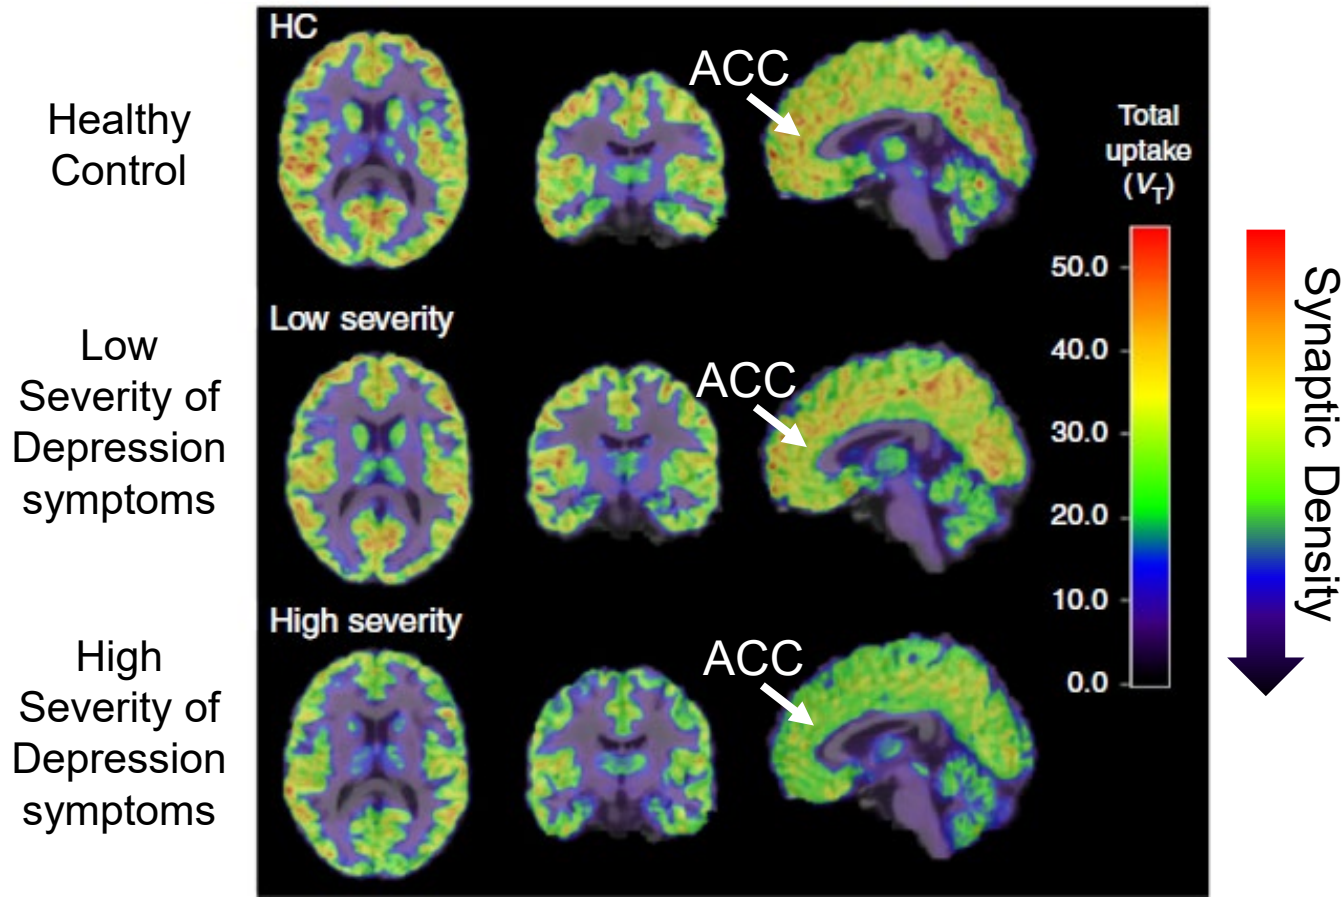 HC
Healthy
Control
ACC
Total
uptake
(VT)
50.0
40.0
30.0
20.0
10.0
0.0
Synaptic Density
Low severity
Low
Severity of
Depression
symptoms
ACC
High severity
High
Severity of
Depression
symptoms
ACC